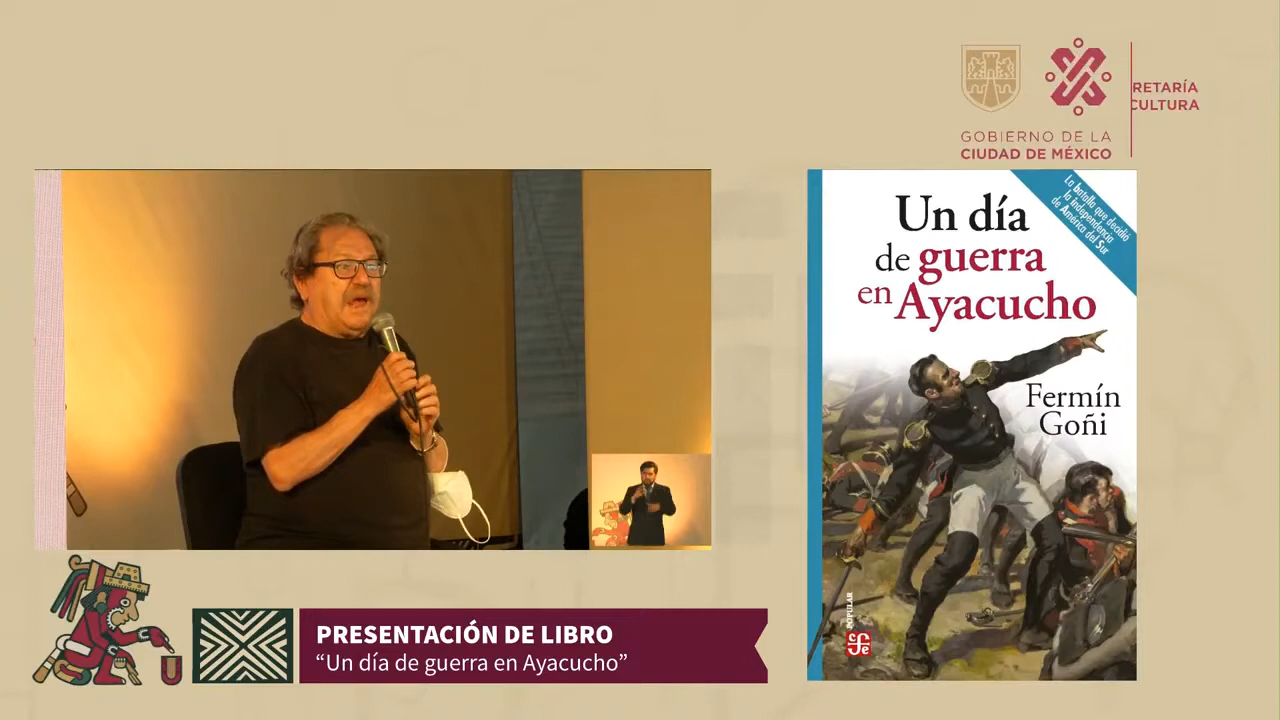 GOBIERNO DE LA
CIUDAD DE MÉXICO
RETARÍA
CULTURA
La batalla que decidió
la independencia
de América del Sur
Un día
de guerra
en Ayacucho
Fermín
Goñi
POPULAR
fce
PRESENTACIÓN DE LIBRO
“Un día de guerra en Ayacucho”